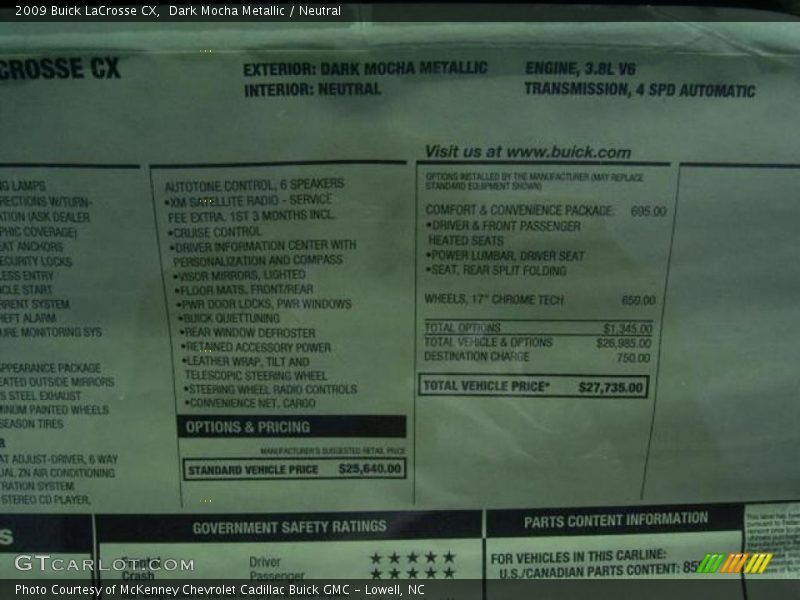 2009 Buick LaCrosse CX, Dark Mocha Metallic / Neutral
CROSSE CX
EXTERIOR: DARK MOCHA METALLIC
INTERIOR: NEUTRAL
ENGINE, 3.8L V6
TRANSMISSION, 4 SPD AUTOMATIC
Visit us at www.buick.com
LAMPS
RECTIONS W/TURN-
ATION (ASK DEALER
PHIC COVERAGE)
EAT ANCHORS
ECURITY LOCKS
LESS ENTRY
ICLE START
RRENT SYSTEM
HEFT ALARM
URE MONITORING SYS
APPEARANCE PACKAGE
EATED OUTSIDE MIRRORS
S STEEL EXHAUST
MINUM PAINTED WHEELS
SEASON TIRES
AT ADJUST-DRIVER, 6 WAY
UAL ZN AIR CONDITIONING
TRATION SYSTEM
STEREO CD PLAYER,
AUTOTONE CONTROL, 6 SPEAKERS
•XM SATELLITE RADIO - SERVICE
FEE EXTRA. 1ST 3 MONTHS INCL.
•CRUISE CONTROL
•DRIVER INFORMATION CENTER WITH
PERSONALIZATION AND COMPASS
•VISOR MIRRORS, LIGHTED
•FLOOR MATS, FRONT/REAR
•PWR DOOR LOCKS, PWR WINDOWS
•BUICK QUIETTUNING
•REAR WINDOW DEFROSTER
•RETAINED ACCESSORY POWER
•LEATHER WRAP, TILT AND
TELESCOPIC STEERING WHEEL
•STEERING WHEEL RADIO CONTROLS
•CONVENIENCE NET, CARGO
OPTIONS & PRICING
MANUFACTURER'S SUGGESTED RETAIL PRICE
STANDARD VEHICLE PRICE $25,640.00
OPTIONS INSTALLED BY THE MANUFACTURER (MAY REPLACE
STANDARD EQUIPMENT SHOWN)
COMFORT & CONVENIENCE PACKAGE: 695.00
•DRIVER & FRONT PASSENGER
HEATED SEATS
•POWER LUMBAR, DRIVER SEAT
•SEAT, REAR SPLIT FOLDING
WHEELS, 17" CHROME TECH 650.00
TOTAL OPTIONS $1,345.00
TOTAL VEHICLE & OPTIONS $26,985.00
DESTINATION CHARGE 750.00
TOTAL VEHICLE PRICE* $27,735.00
S
GOVERNMENT SAFETY RATINGS
Frontal Driver ★★★★★
Crash Passenger ★★★★★
PARTS CONTENT INFORMATION
FOR VEHICLES IN THIS CARLINE:
U.S./CANADIAN PARTS CONTENT: 85
GTCARLOT.COM
Photo Courtesy of McKenney Chevrolet Cadillac Buick GMC - Lowell, NC